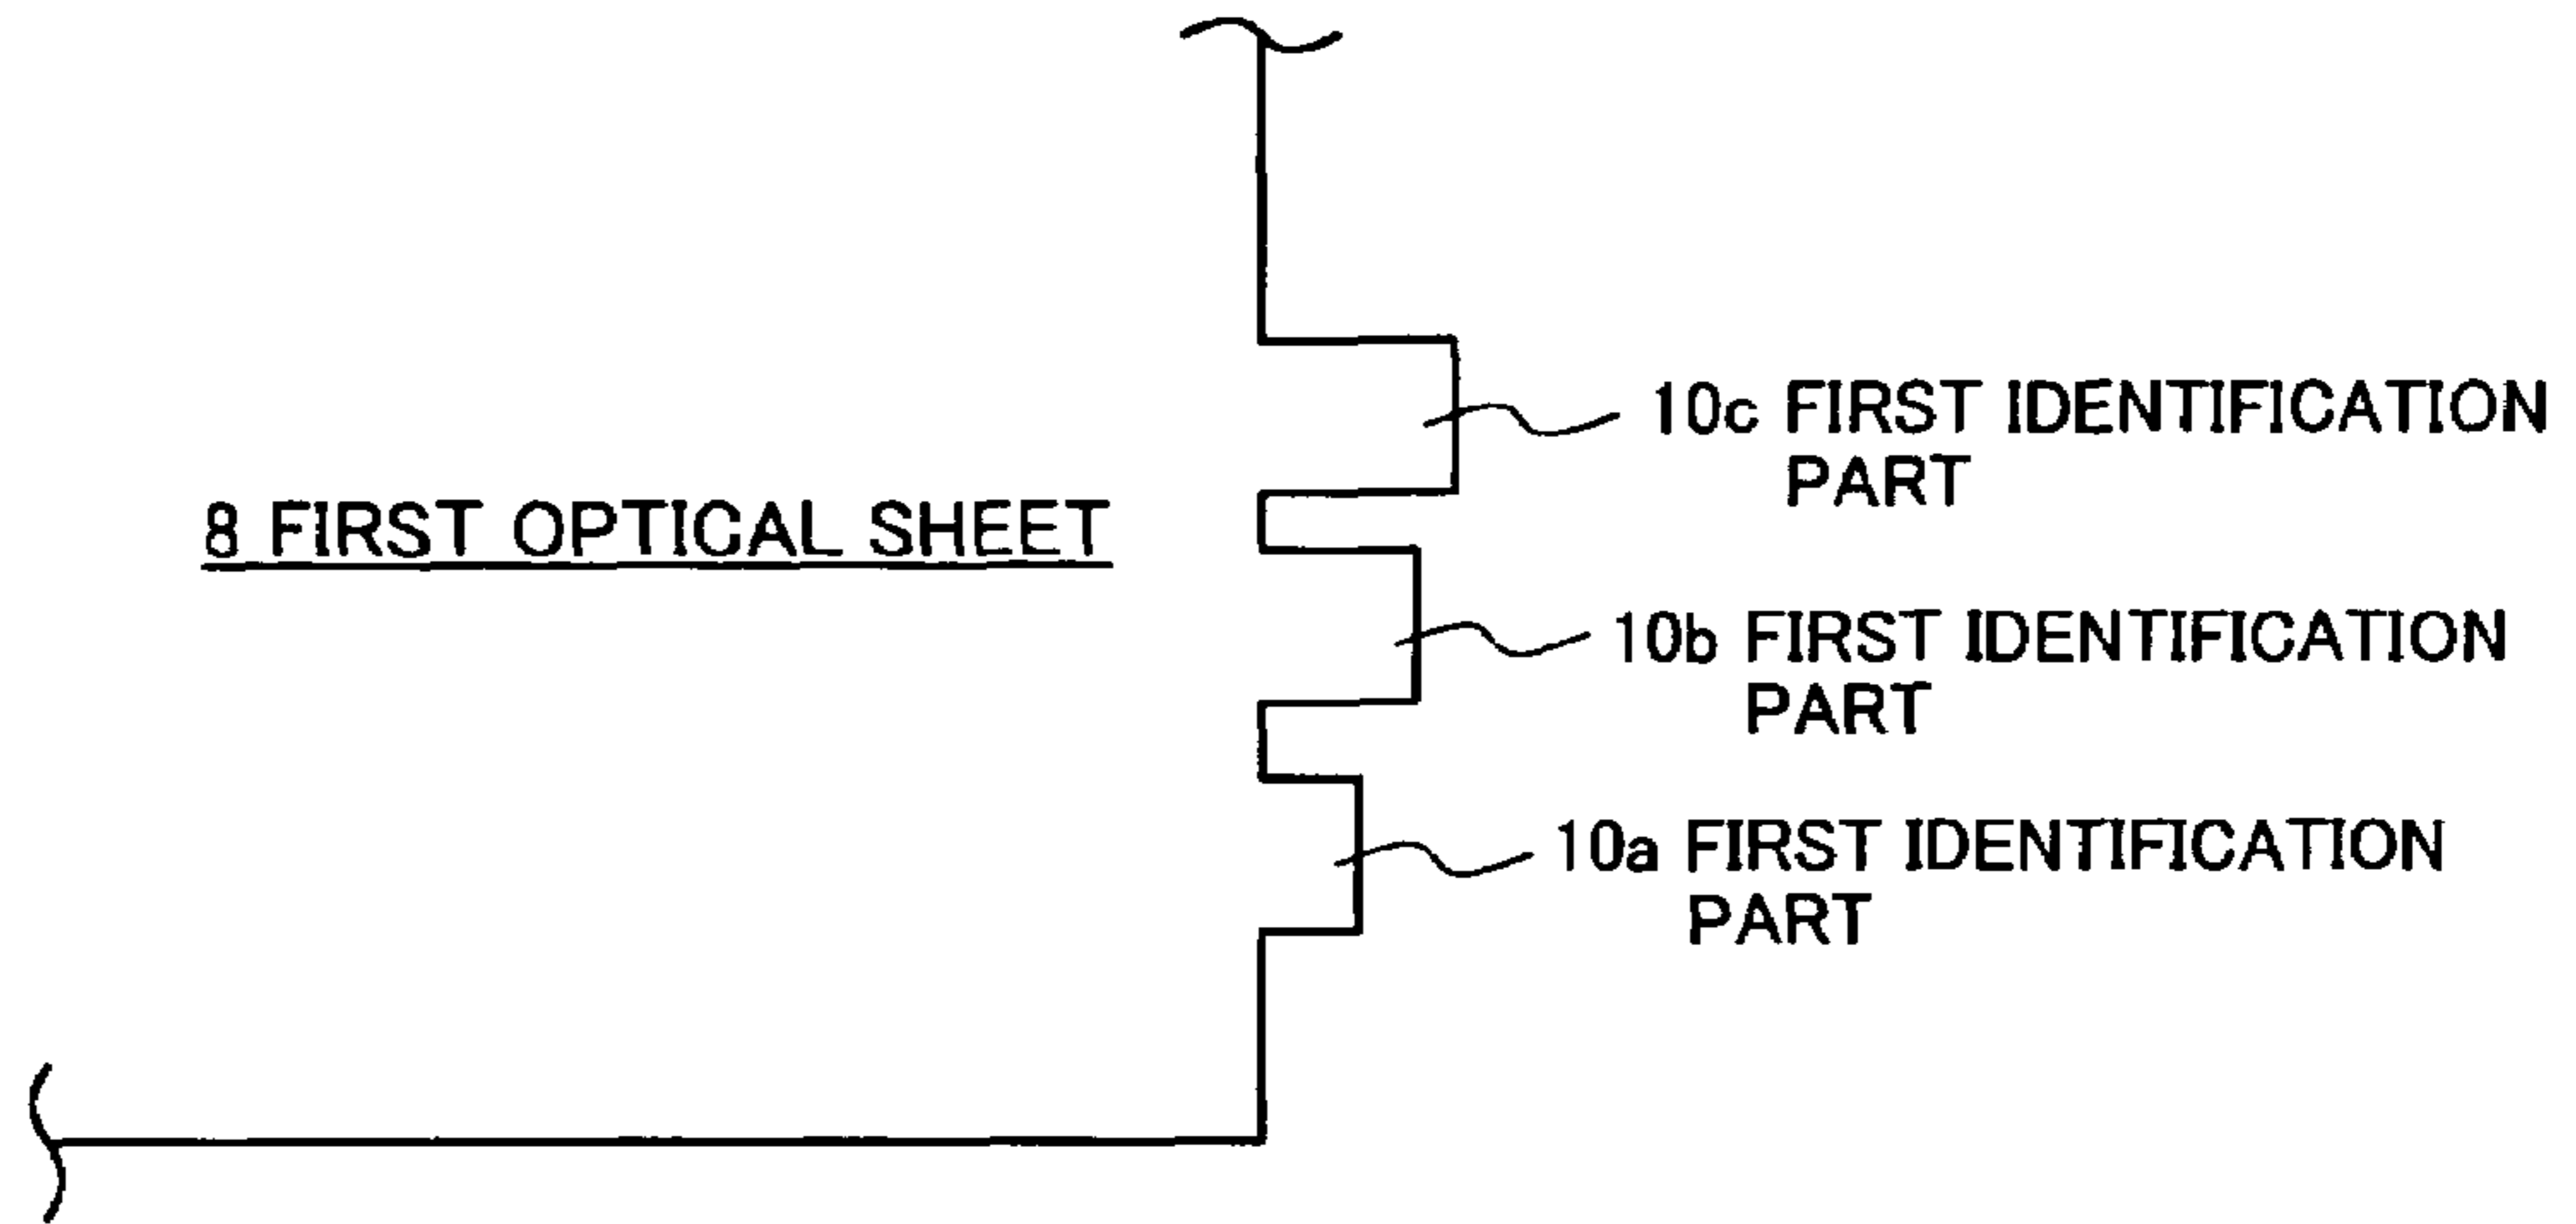 10c FIRST IDENTIFICATION
PART
8 FIRST OPTICAL SHEET
10b FIRST IDENTIFICATION
PART
10a FIRST IDENTIFICATION
PART